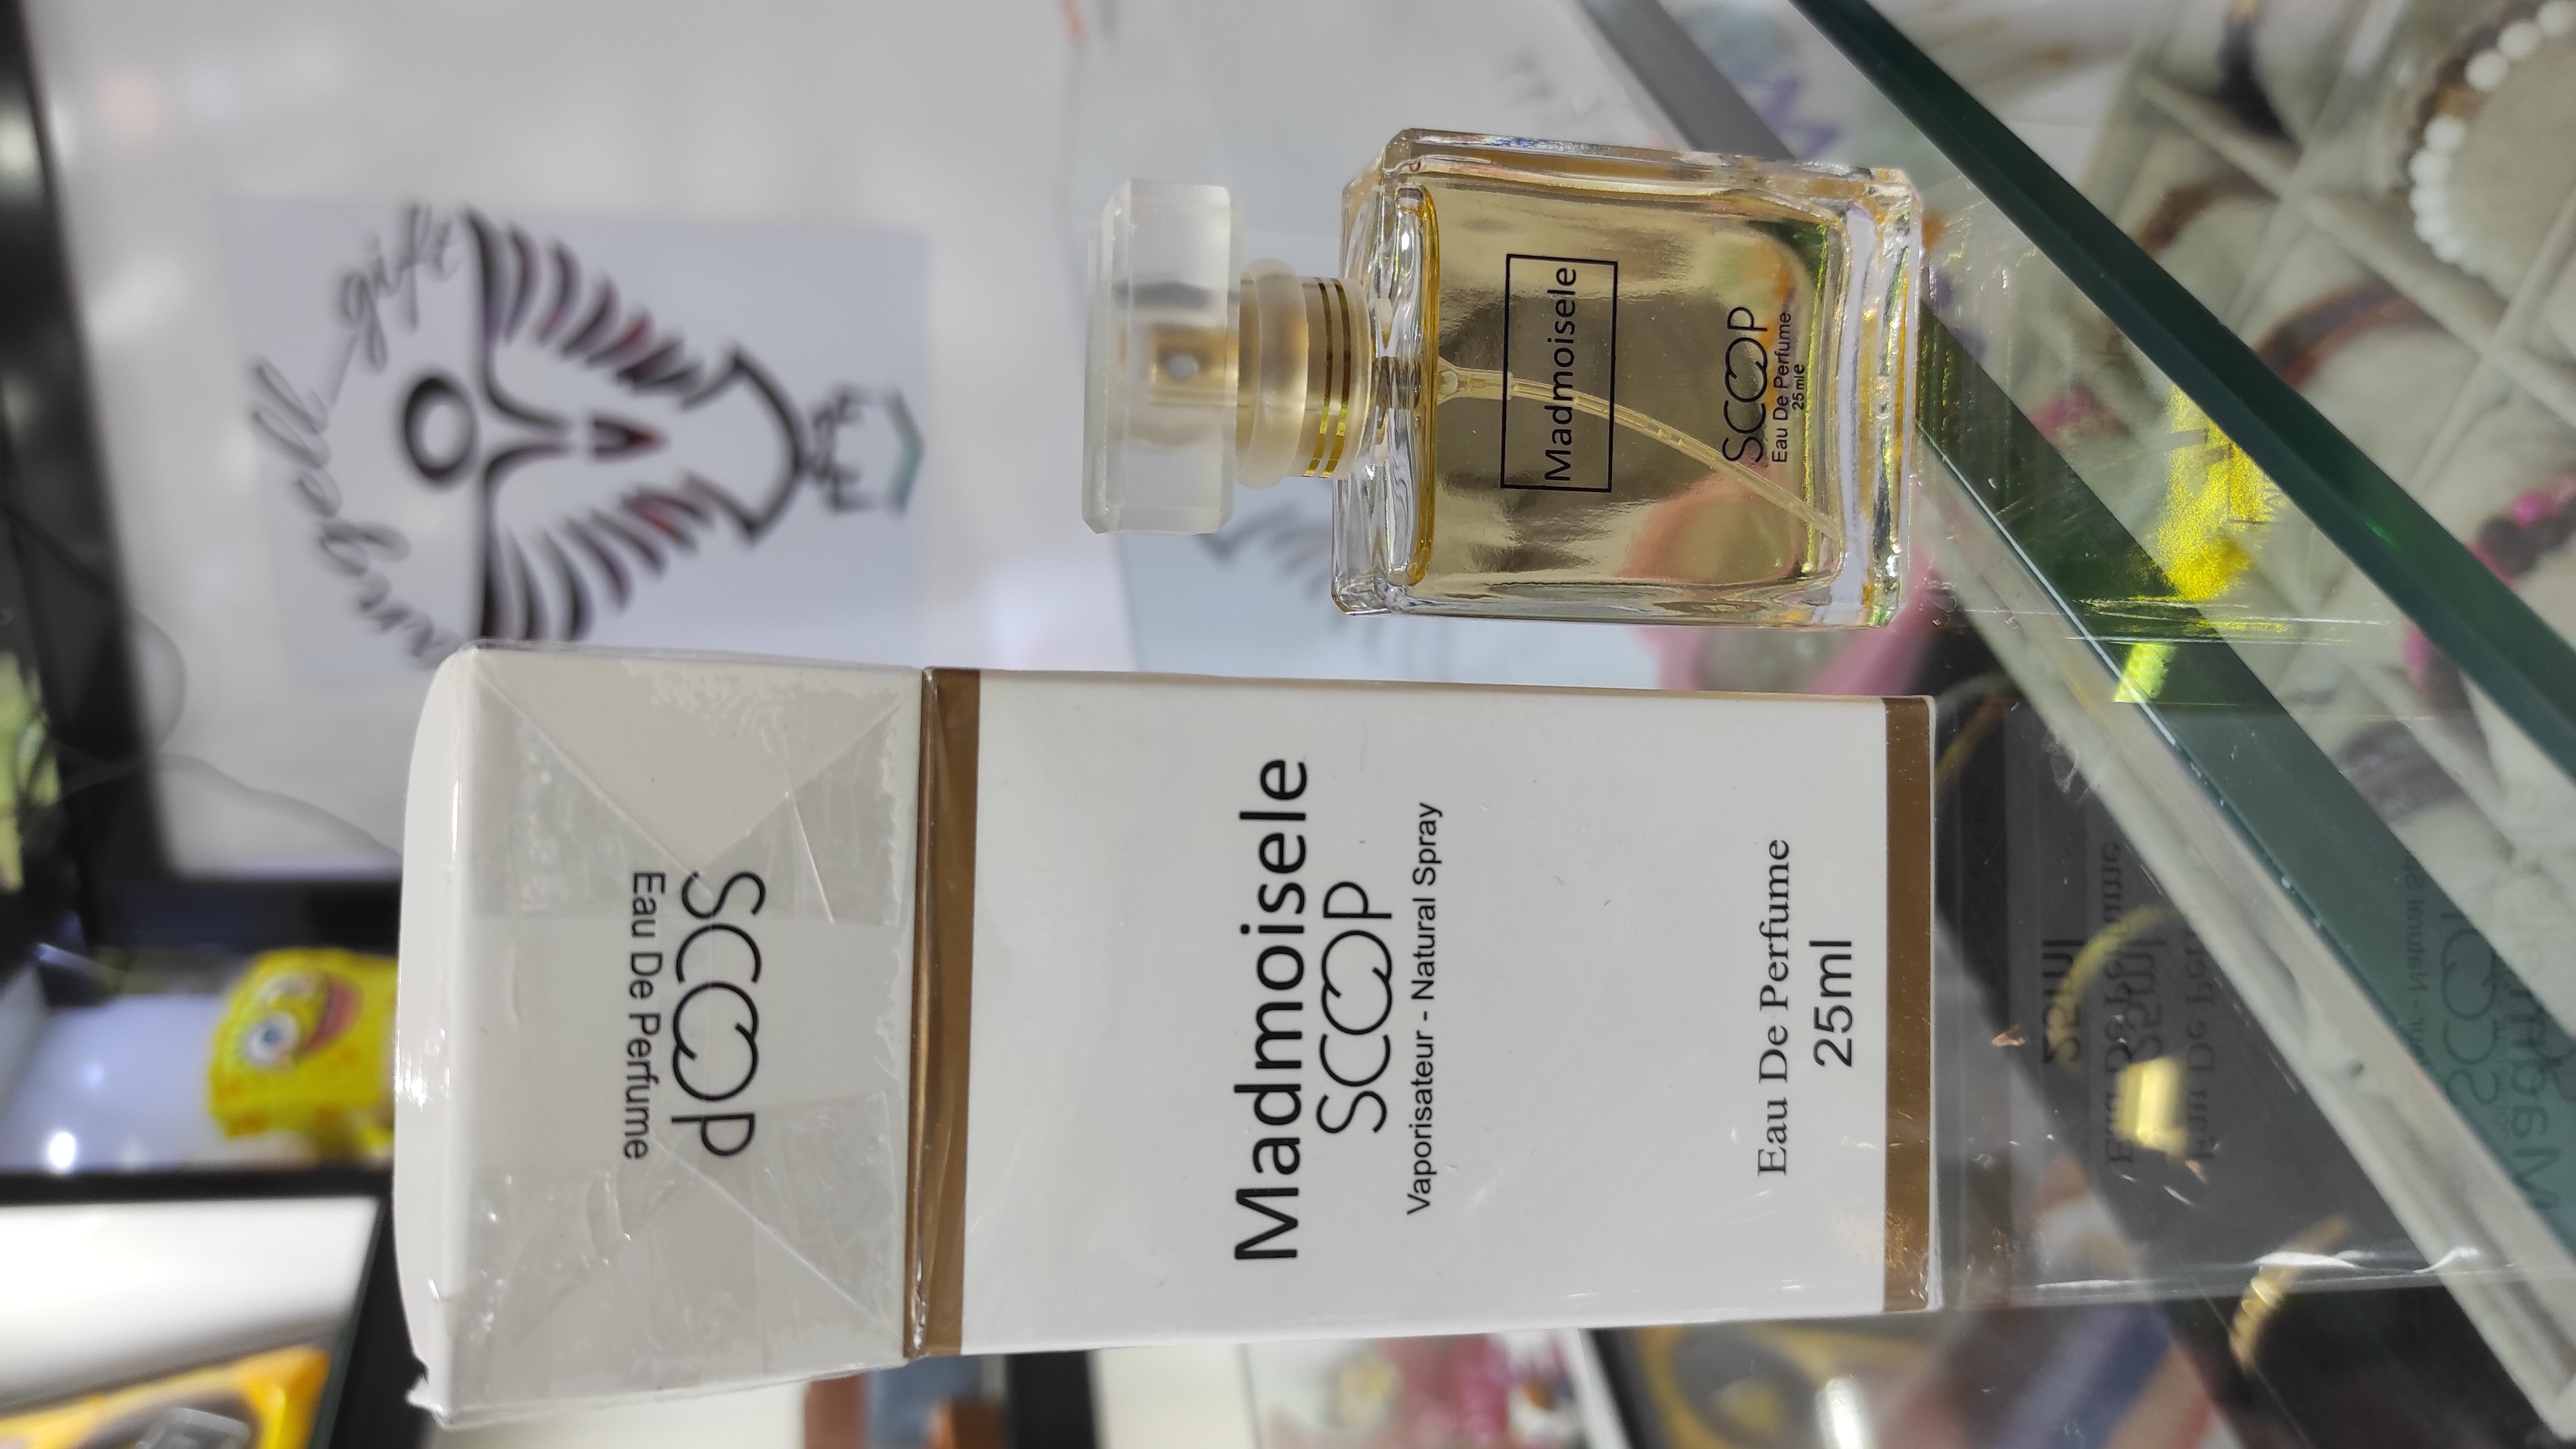 angell_gift
SCOOP
Eau De Perfume
Madmoisele
SCOOP
Vaporisateur - Natural Spray
Eau De Perfume
25ml
Madmoisele
SCOOP
Eau De Perfume
25 mle